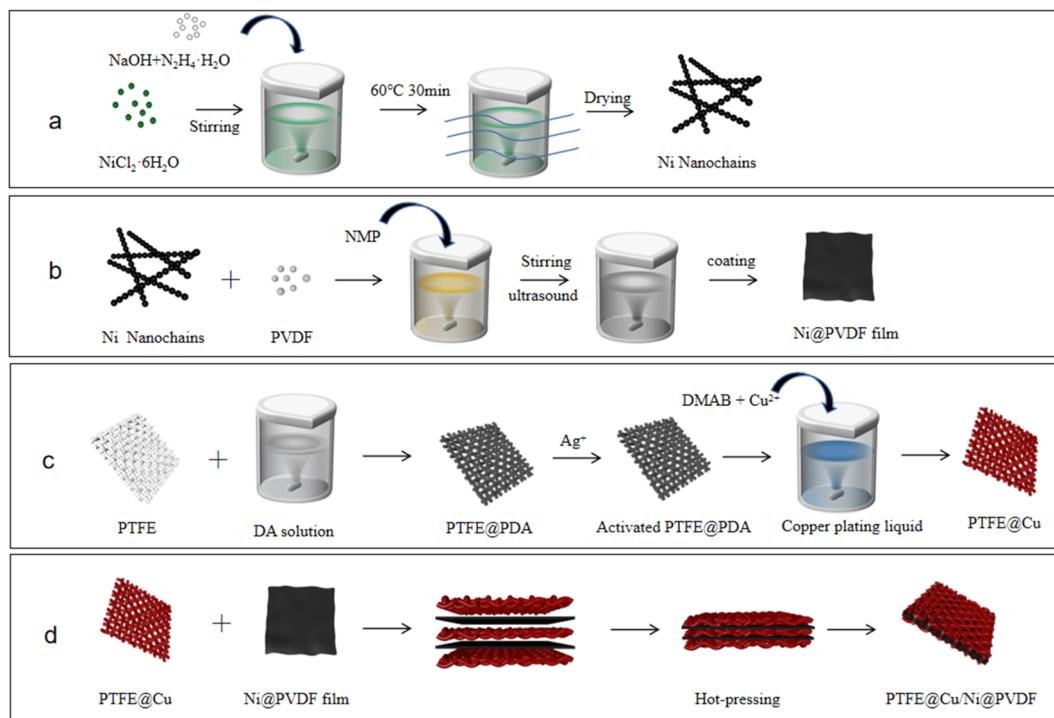 a
NaOH+N₂H₄·H₂O
NiCl₂·6H₂O
Stirring
60℃ 30min
Drying
Ni Nanochains
b
Ni Nanochains
+
PVDF
NMP
Stirring
ultrasound
coating
Ni@PVDF film
c
PTFE
+
DA solution
PTFE@PDA
Ag⁺
Activated PTFE@PDA
DMAB + Cu²⁺
Copper plating liquid
PTFE@Cu
d
PTFE@Cu
+
Ni@PVDF film
Hot-pressing
PTFE@Cu/Ni@PVDF